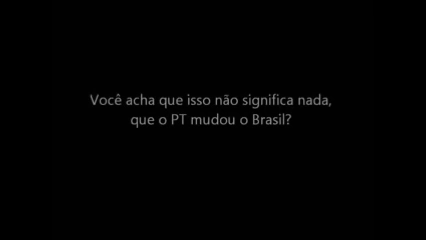 Você acha que isso não significa nada,
que o PT mudou o Brasil?